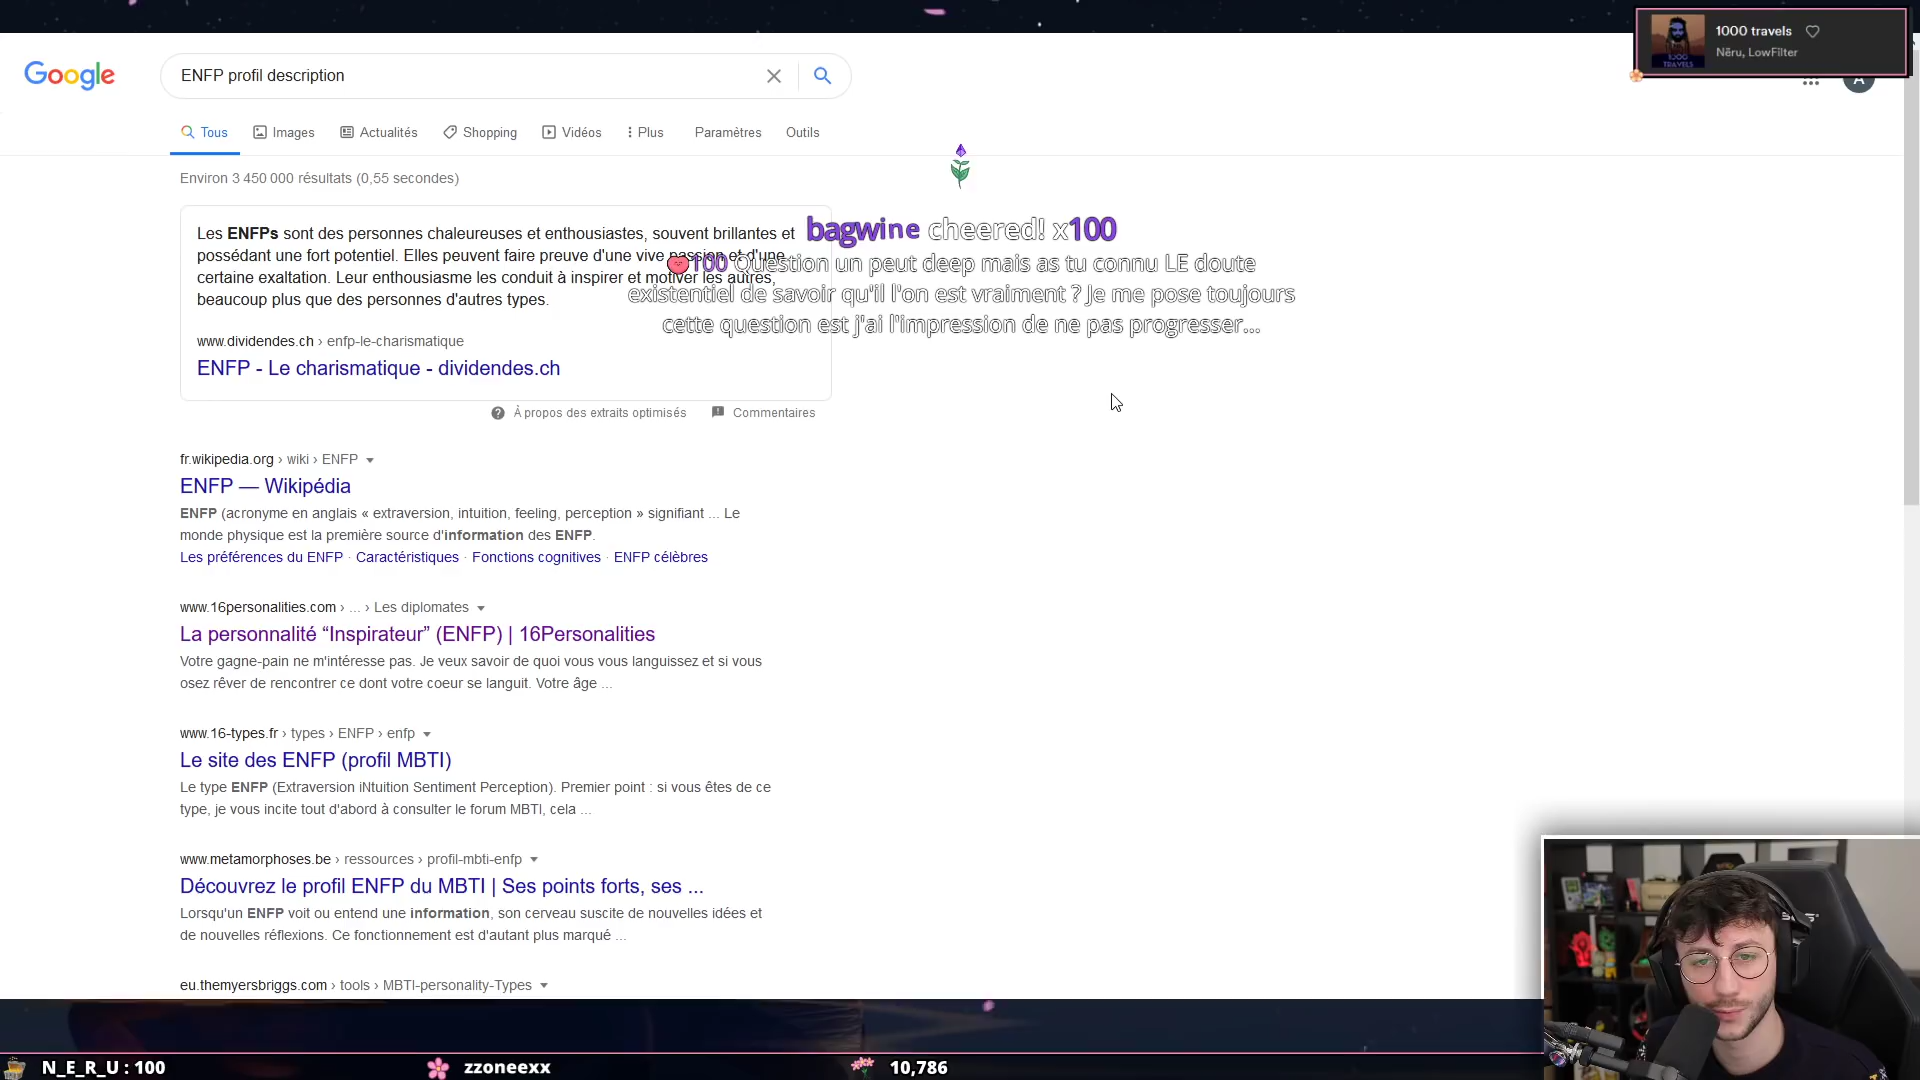 1000 travels
Nëru, LowFilter
1000
TRAVELS
Google
ENFP profil description
A
Tous
Images
Actualités
Shopping
Vidéos
Plus
Paramètres
Outils
Environ 3 450 000 résultats (0,55 secondes)
bagwine cheered! x100
100 Question un peut deep mais as tu connu LE doute
existentiel de savoir qu'il l'on est vraiment ? Je me pose toujours
cette question est j'ai l'impression de ne pas progresser...
Les ENFPs sont des personnes chaleureuses et enthousiastes, souvent brillantes et
possédant une fort potentiel. Elles peuvent faire preuve d'une vive passion et d'une
certaine exaltation. Leur enthousiasme les conduit à inspirer et motiver les autres,
beaucoup plus que des personnes d'autres types.
www.dividendes.ch › enfp-le-charismatique
ENFP - Le charismatique - dividendes.ch
À propos des extraits optimisés
Commentaires
fr.wikipedia.org › wiki › ENFP
ENFP — Wikipédia
ENFP (acronyme en anglais « extraversion, intuition, feeling, perception » signifiant ... Le
monde physique est la première source d'information des ENFP.
Les préférences du ENFP · Caractéristiques · Fonctions cognitives · ENFP célèbres
www.16personalities.com › ... › Les diplomates
La personnalité “Inspirateur” (ENFP) | 16Personalities
Votre gagne-pain ne m'intéresse pas. Je veux savoir de quoi vous vous languissez et si vous
osez rêver de rencontrer ce dont votre coeur se languit. Votre âge ...
www.16-types.fr › types › ENFP › enfp
Le site des ENFP (profil MBTI)
Le type ENFP (Extraversion iNtuition Sentiment Perception). Premier point : si vous êtes de ce
type, je vous incite tout d'abord à consulter le forum MBTI, cela ...
www.metamorphoses.be › ressources › profil-mbti-enfp
Découvrez le profil ENFP du MBTI | Ses points forts, ses ...
Lorsqu'un ENFP voit ou entend une information, son cerveau suscite de nouvelles idées et
de nouvelles réflexions. Ce fonctionnement est d'autant plus marqué ...
eu.themyersbriggs.com › tools › MBTI-personality-Types
N_E_R_U : 100
zzoneexx
10,786